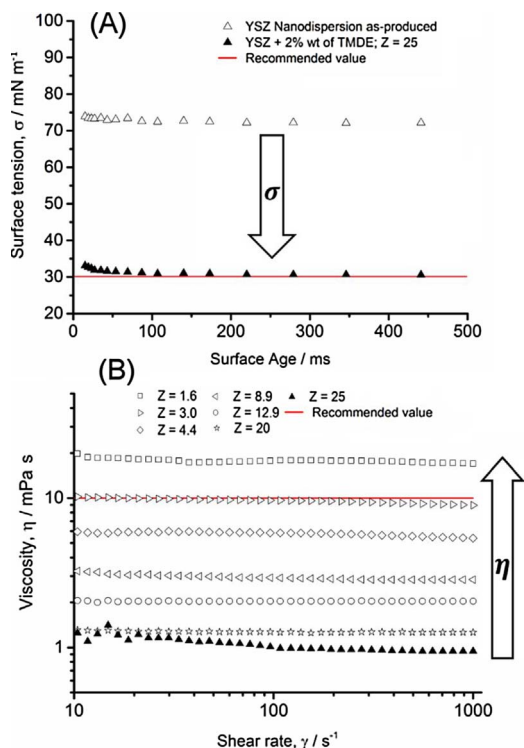 (A)
△ YSZ Nanodispersion as-produced
▲ YSZ + 2% wt of TMDE; Z = 25
Recommended value
Surface tension, σ / mN m⁻¹
100
90
80
70
60
50
40
30
20
σ
0 100 200 300 400 500
Surface Age / ms
(B)
□ Z = 1.6 ◁ Z = 8.9 ▲ Z = 25
▷ Z = 3.0 ○ Z = 12.9 Recommended value
◇ Z = 4.4 ☆ Z = 20
Viscosity, η / mPa s
10
1
η
10 100 1000
Shear rate, γ / s⁻¹